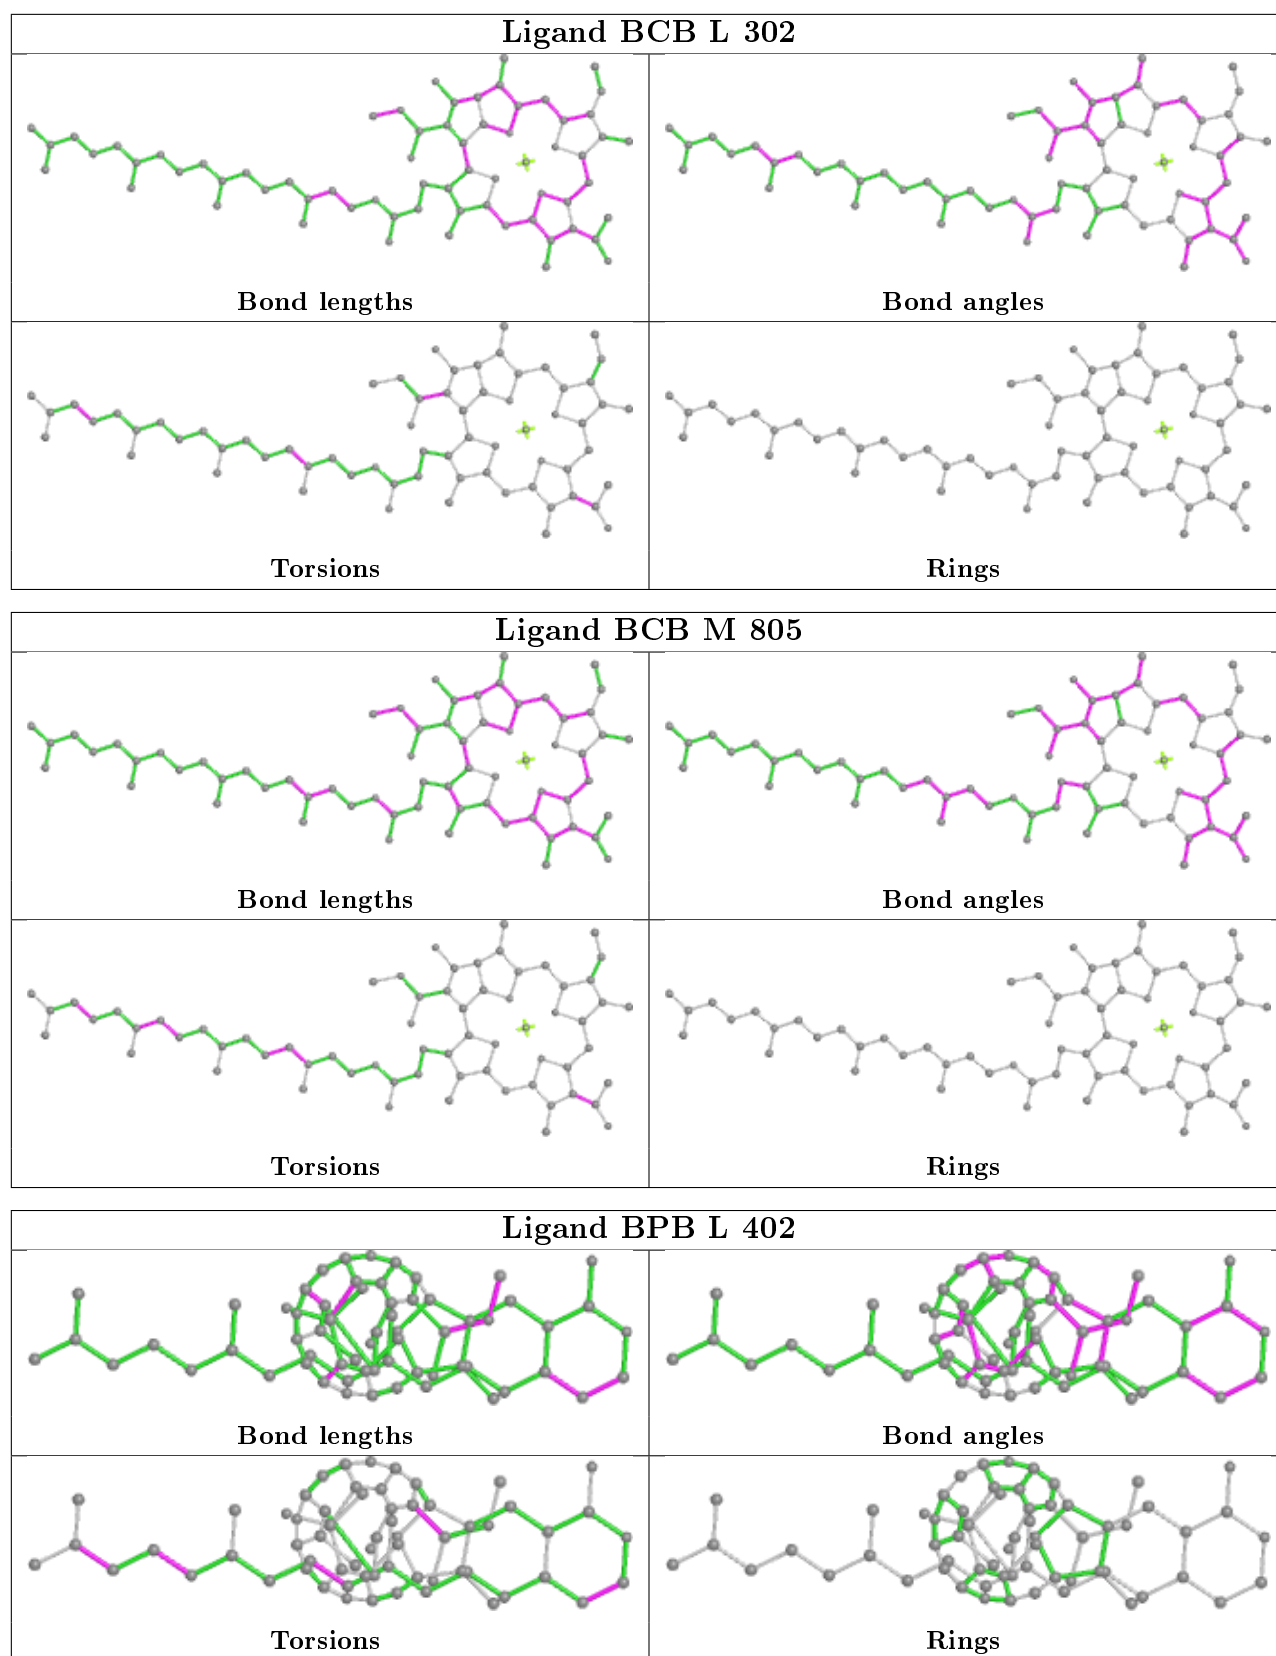 Ligand BCB L 302
Bond lengths
Bond angles
Torsions
Rings
Ligand BCB M 805
Bond lengths
Bond angles
Torsions
Rings
Ligand BPB L 402
Bond lengths
Bond angles
Torsions
Rings